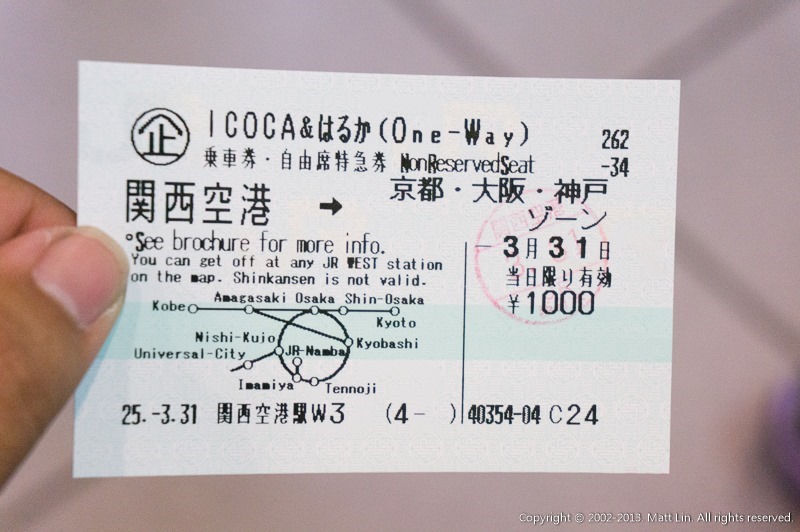 企 ICOCA&はるか(One-Way) 262
乗車券・自由席特急券 NonReservedSeat -34
関西空港 → 京都・大阪・神戸
ゾーン
°See brochure for more info.
You can get off at any JR WEST station
on the map. Shinkansen is not valid.
3月31日
当日限り有効
¥1000
Amagasaki Osaka Shin-Osaka
Kobe
Kyoto
Nishi-Kujo
Kyobashi
JR-Namba
Universal-City
Imamiya
Tennoji
25.-3.31 関西空港駅W3 (4- ) 40354-04 C24
Copyright © 2002-2013 Matt Lin. All rights reserved.